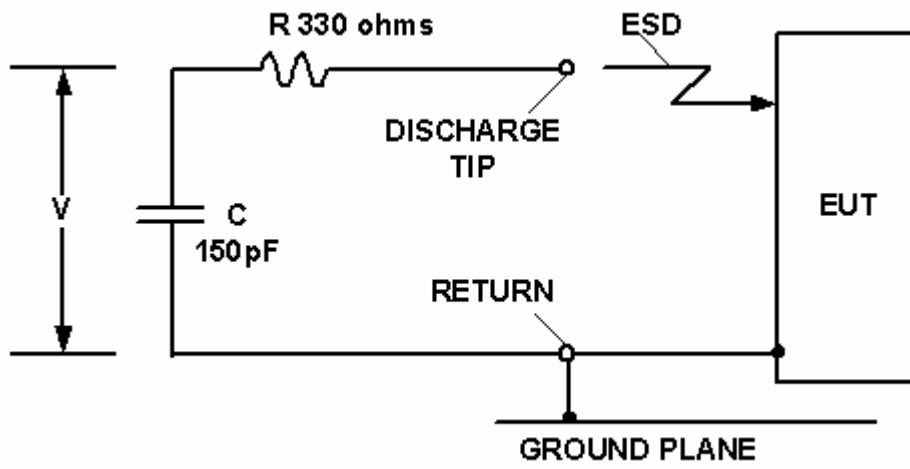 R 330 ohms
ESD
DISCHARGE
TIP
V
C
150pF
EUT
RETURN
GROUND PLANE